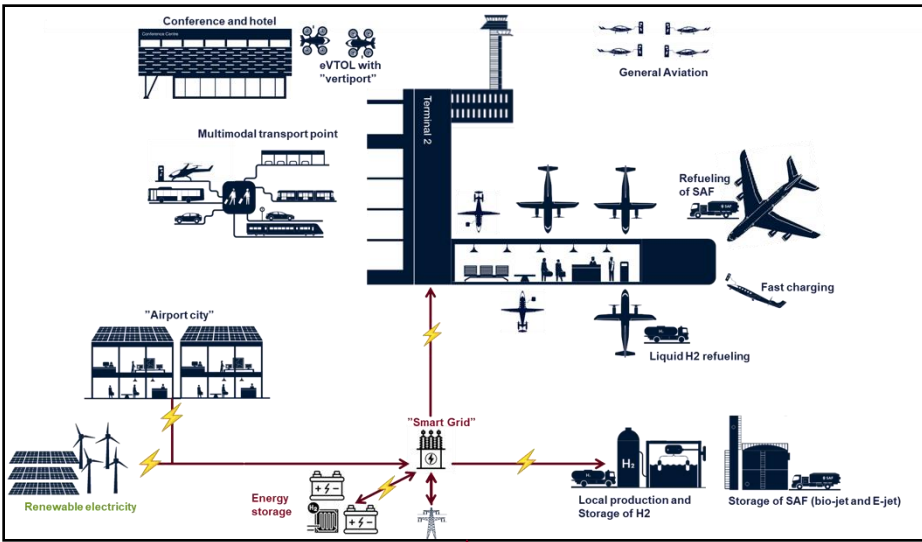 Conference and hotel
Conference Centre
eVTOL with
"vertiport"
General Aviation
Terminal 2
Multimodal transport point
Refueling
of SAF
Fast charging
"Airport city"
Liquid H2 refueling
"Smart Grid"
H2
Renewable electricity
Energy
storage
H2
Local production and
Storage of H2
Storage of SAF (bio-jet and E-jet)